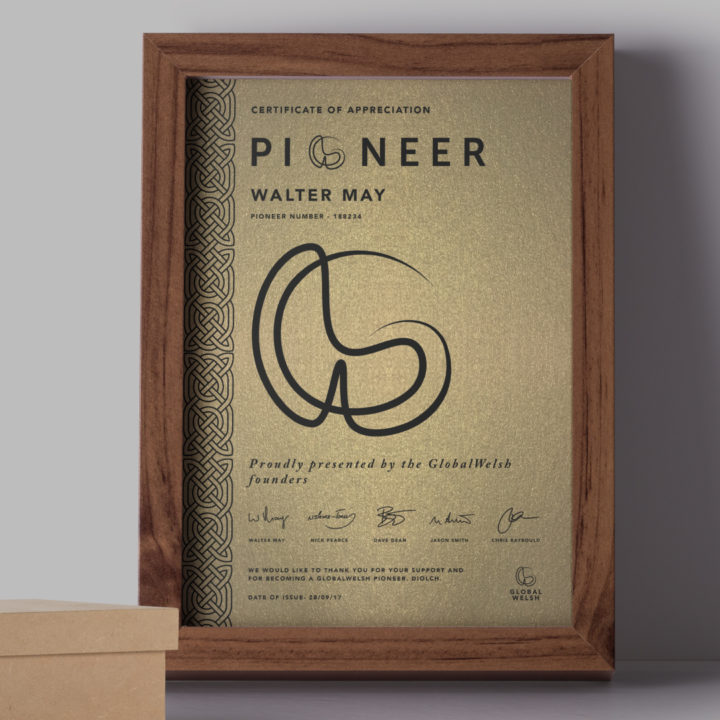 CERTIFICATE OF APPRECIATION
PIONEER
WALTER MAY
PIONEER NUMBER - 188234
Proudly presented by the GlobalWelsh
founders
WALTER MAY NICK PEARCE DAVE DEAN JASON SMITH CHRIS RAYBOULD
WE WOULD LIKE TO THANK YOU FOR YOUR SUPPORT AND
FOR BECOMING A GLOBALWELSH PIONEER. DIOLCH.
DATE OF ISSUE- 28/09/17
GLOBAL
WELSH